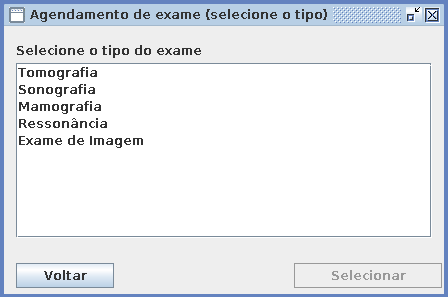 Agendamento de exame (selecione o tipo)
Selecione o tipo do exame
Tomografia
Sonografia
Mamografia
Ressonância
Exame de Imagem
Voltar
Selecionar